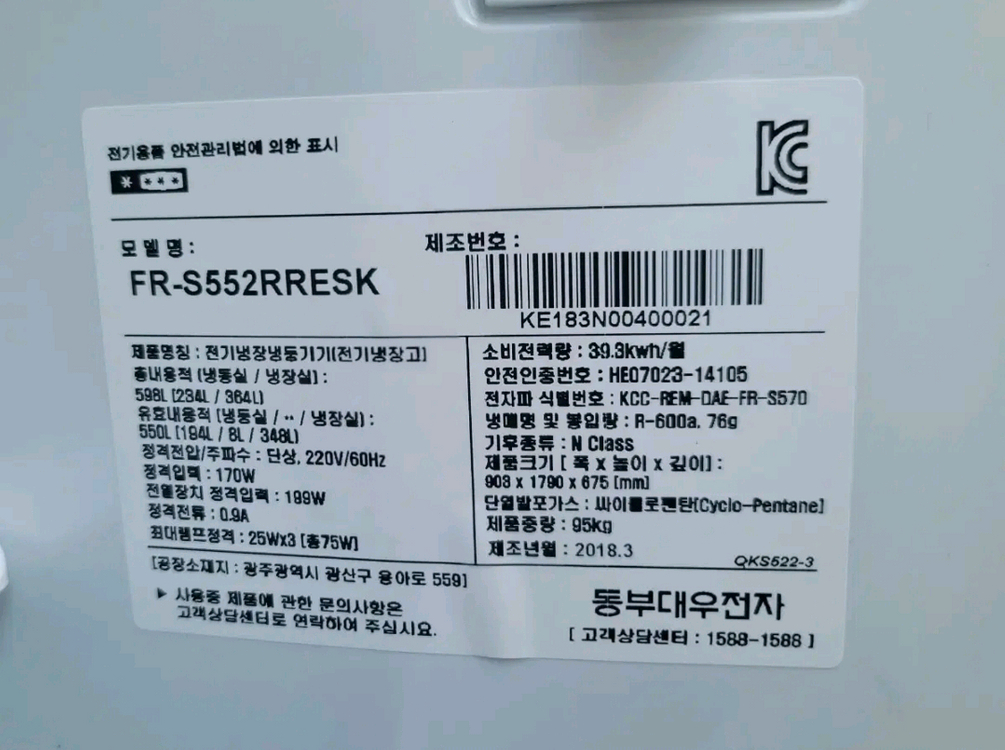 전기용품 안전관리법에 의한 표시
KC
모 델 명 :
FR-S552RRESK
제조번호 :
KE183N00400021
제품명칭 : 전기냉장냉동기기(전기냉장고)
총내용적 (냉동실 / 냉장실) :
598L [234L / 364L]
유효내용적 (냉동실 / ·· / 냉장실) :
550L [194L / 8L / 348L]
정격전압/주파수 : 단상, 220V/60Hz
정격입력 : 170W
전열장치 정격입력 : 199W
정격전류 : 0.9A
최대램프정격 : 25Wx3 [총75W]
소비전력량 : 39.3kwh/월
안전인증번호 : HE07023-14105
전자파 식별번호 : KCC-REM-DAE-FR-S570
냉매명 및 봉입량 : R-600a, 76g
기후종류 : N Class
제품크기 [ 폭 x 높이 x 깊이] :
903 x 1790 x 675 [mm]
단열발포가스 : 싸이클로펜탄[Cyclo-Pentane]
제품중량 : 95kg
제조년월 : 2018.3
QKS522-3
[공장소재지 : 광주광역시 광산구 용아로 559]
▶ 사용중 제품에 관한 문의사항은
고객상담센터로 연락하여 주십시요.
동부대우전자
[ 고객상담센터 : 1588-1588 ]